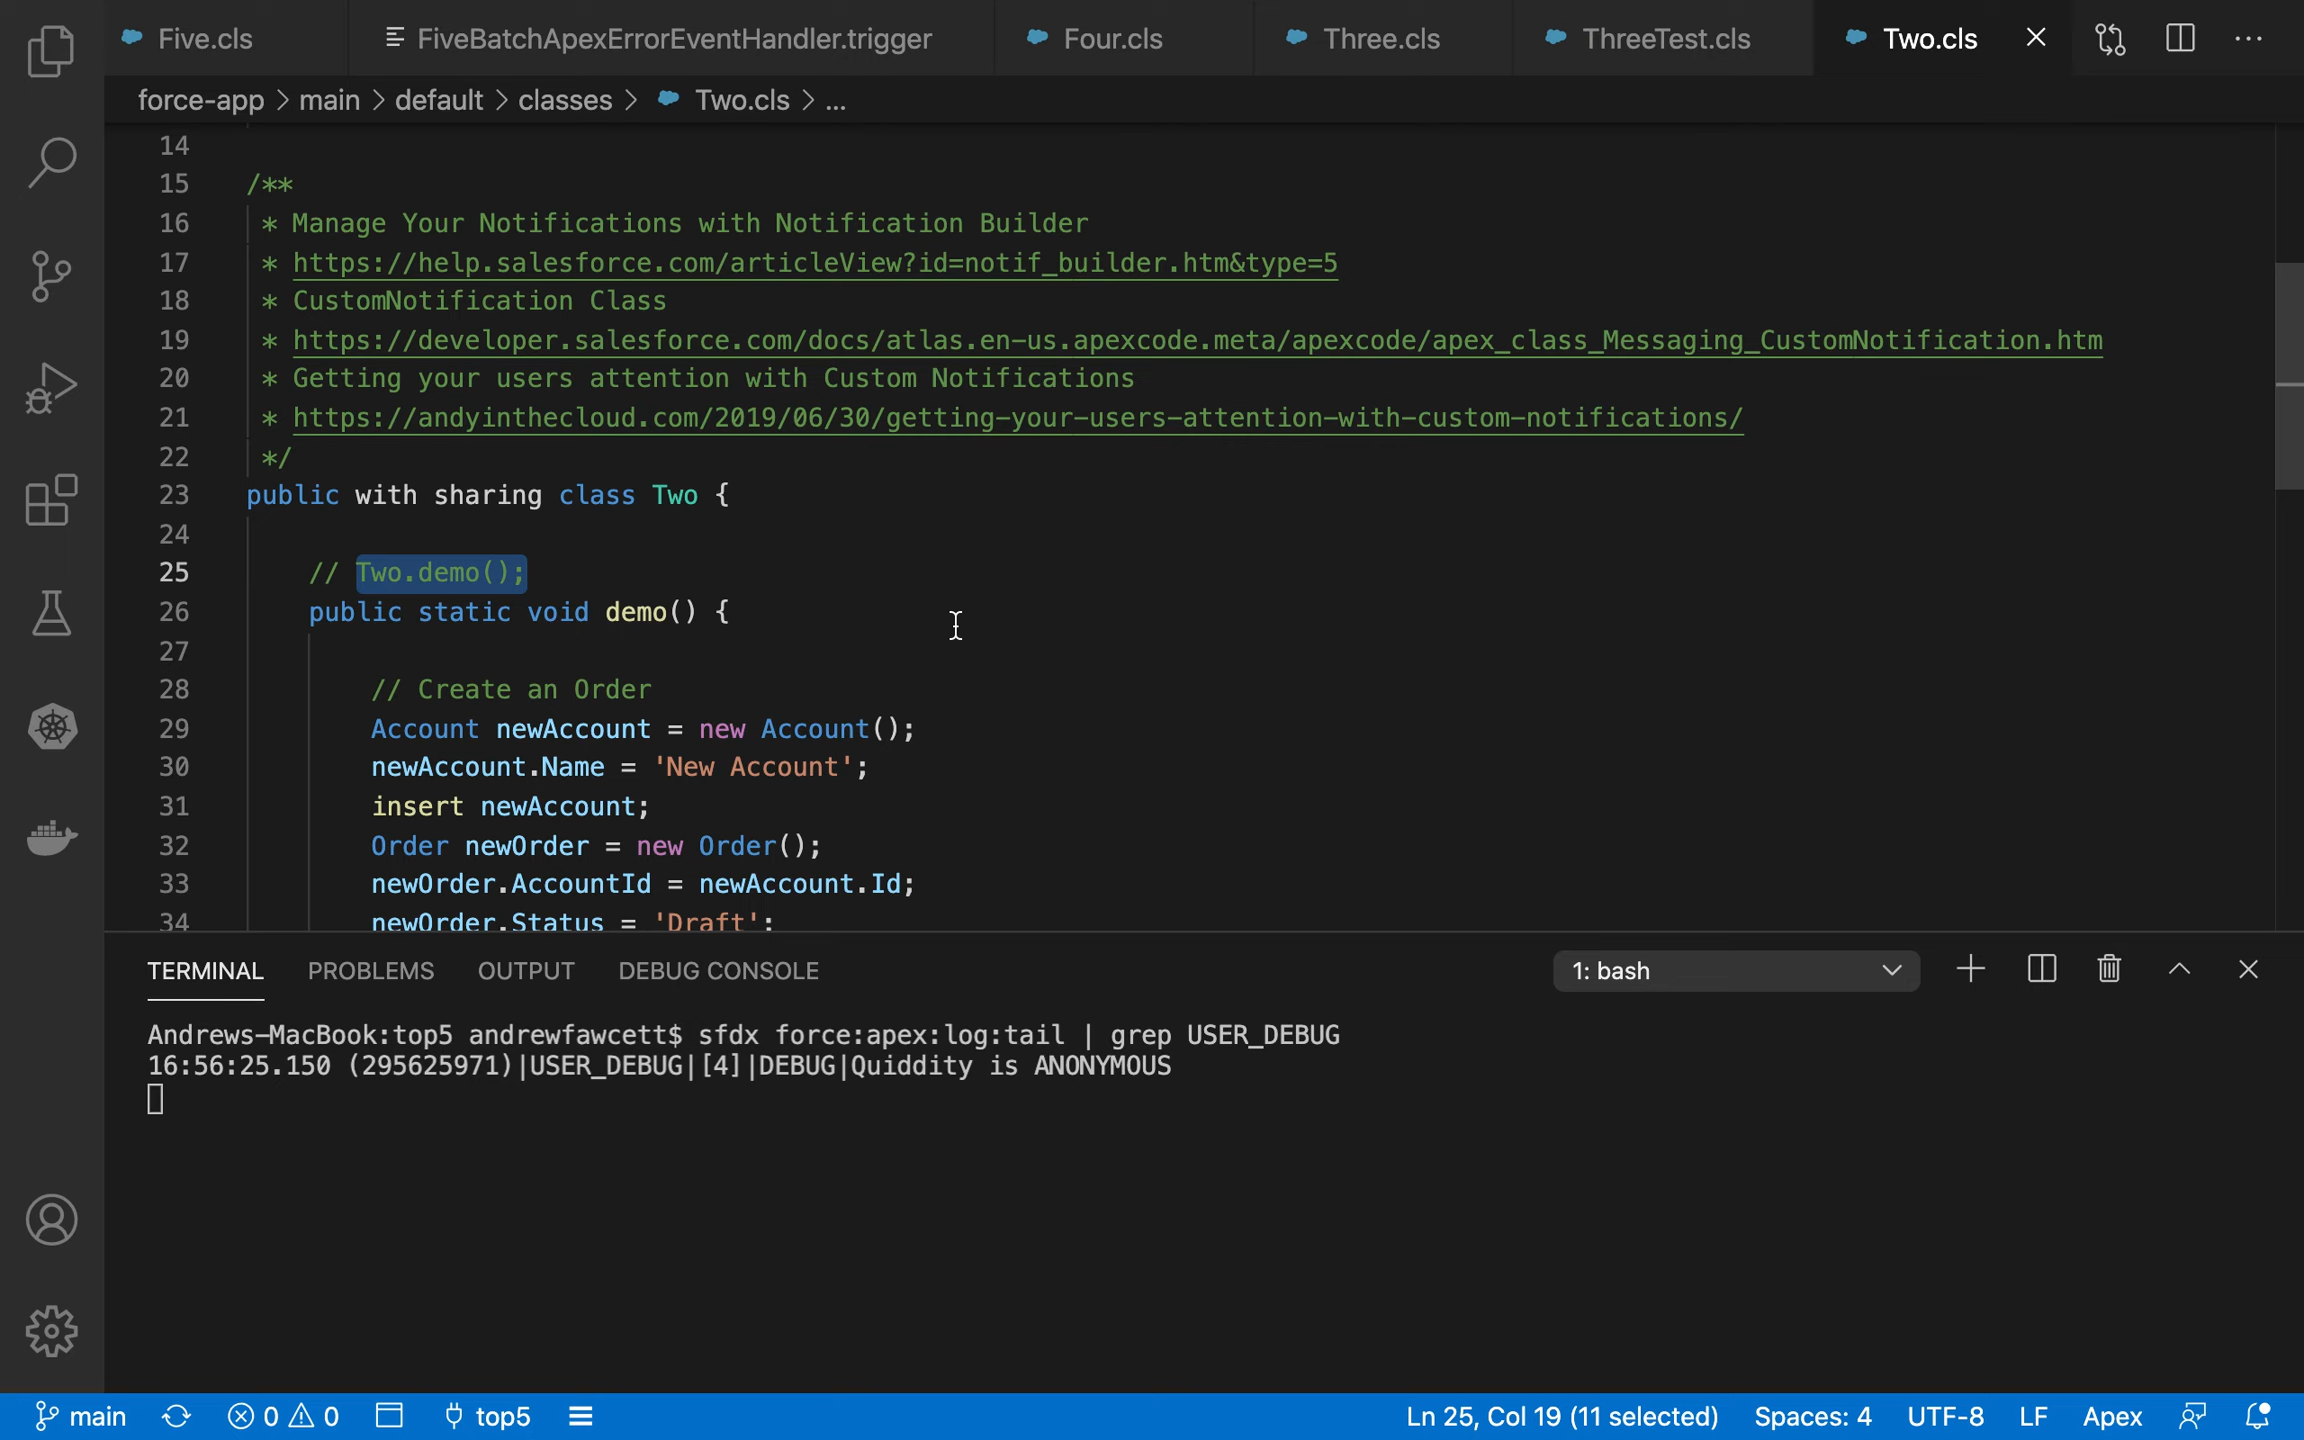 Five.cls FiveBatchApexErrorEventHandler.trigger Four.cls Three.cls ThreeTest.cls Two.cls
force-app > main > default > classes > Two.cls > ...
14
15 /**
16 * Manage Your Notifications with Notification Builder
17 * https://help.salesforce.com/articleView?id=notif_builder.htm&type=5
18 * CustomNotification Class
19 * https://developer.salesforce.com/docs/atlas.en-us.apexcode.meta/apexcode/apex_class_Messaging_CustomNotification.htm
20 * Getting your users attention with Custom Notifications
21 * https://andyinthecloud.com/2019/06/30/getting-your-users-attention-with-custom-notifications/
22 */
23 public with sharing class Two {
24
25 // Two.demo();
26 public static void demo() {
27
28 // Create an Order
29 Account newAccount = new Account();
30 newAccount.Name = 'New Account';
31 insert newAccount;
32 Order newOrder = new Order();
33 newOrder.AccountId = newAccount.Id;
34 newOrder.Status = 'Draft';
TERMINAL PROBLEMS OUTPUT DEBUG CONSOLE 1: bash
Andrews-MacBook:top5 andrewfawcett$ sfdx force:apex:log:tail | grep USER_DEBUG
16:56:25.150 (295625971)|USER_DEBUG|[4]|DEBUG|Quiddity is ANONYMOUS
main 0 0 top5 Ln 25, Col 19 (11 selected) Spaces: 4 UTF-8 LF Apex